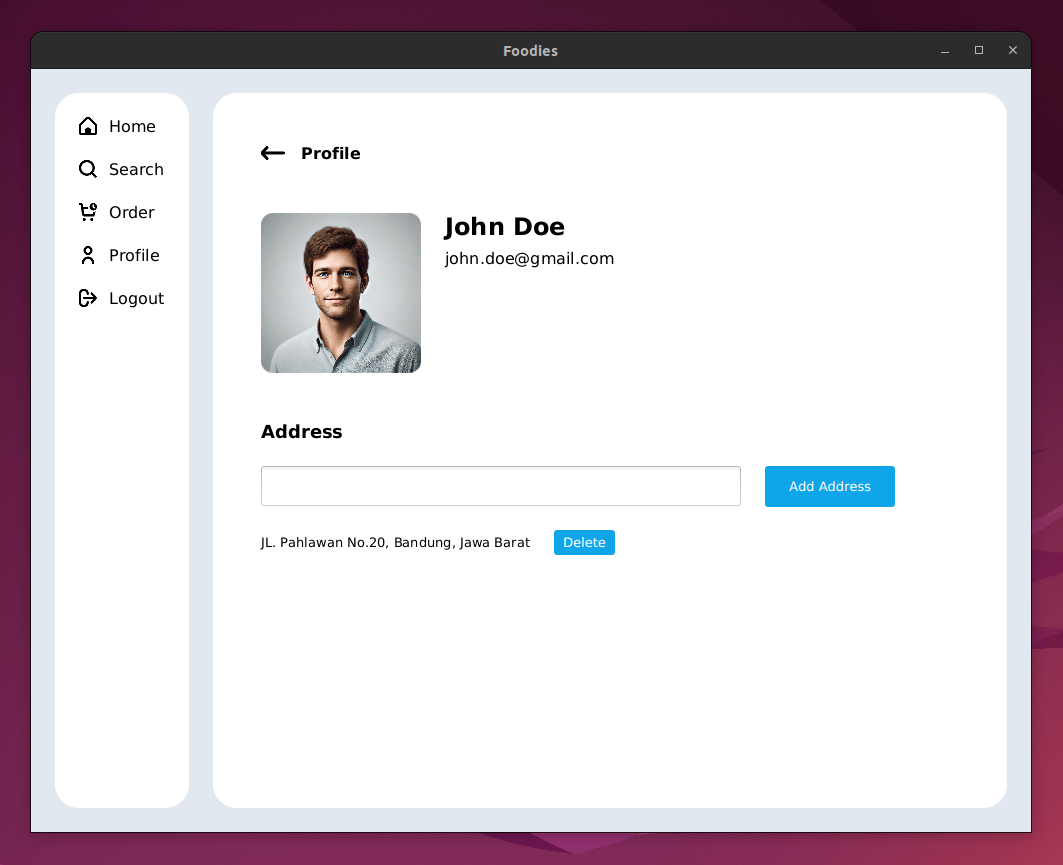 Foodies
Home
Search
Order
Profile
Logout
Profile
John Doe
john.doe@gmail.com
Address
Add Address
JL. Pahlawan No.20, Bandung, Jawa Barat
Delete